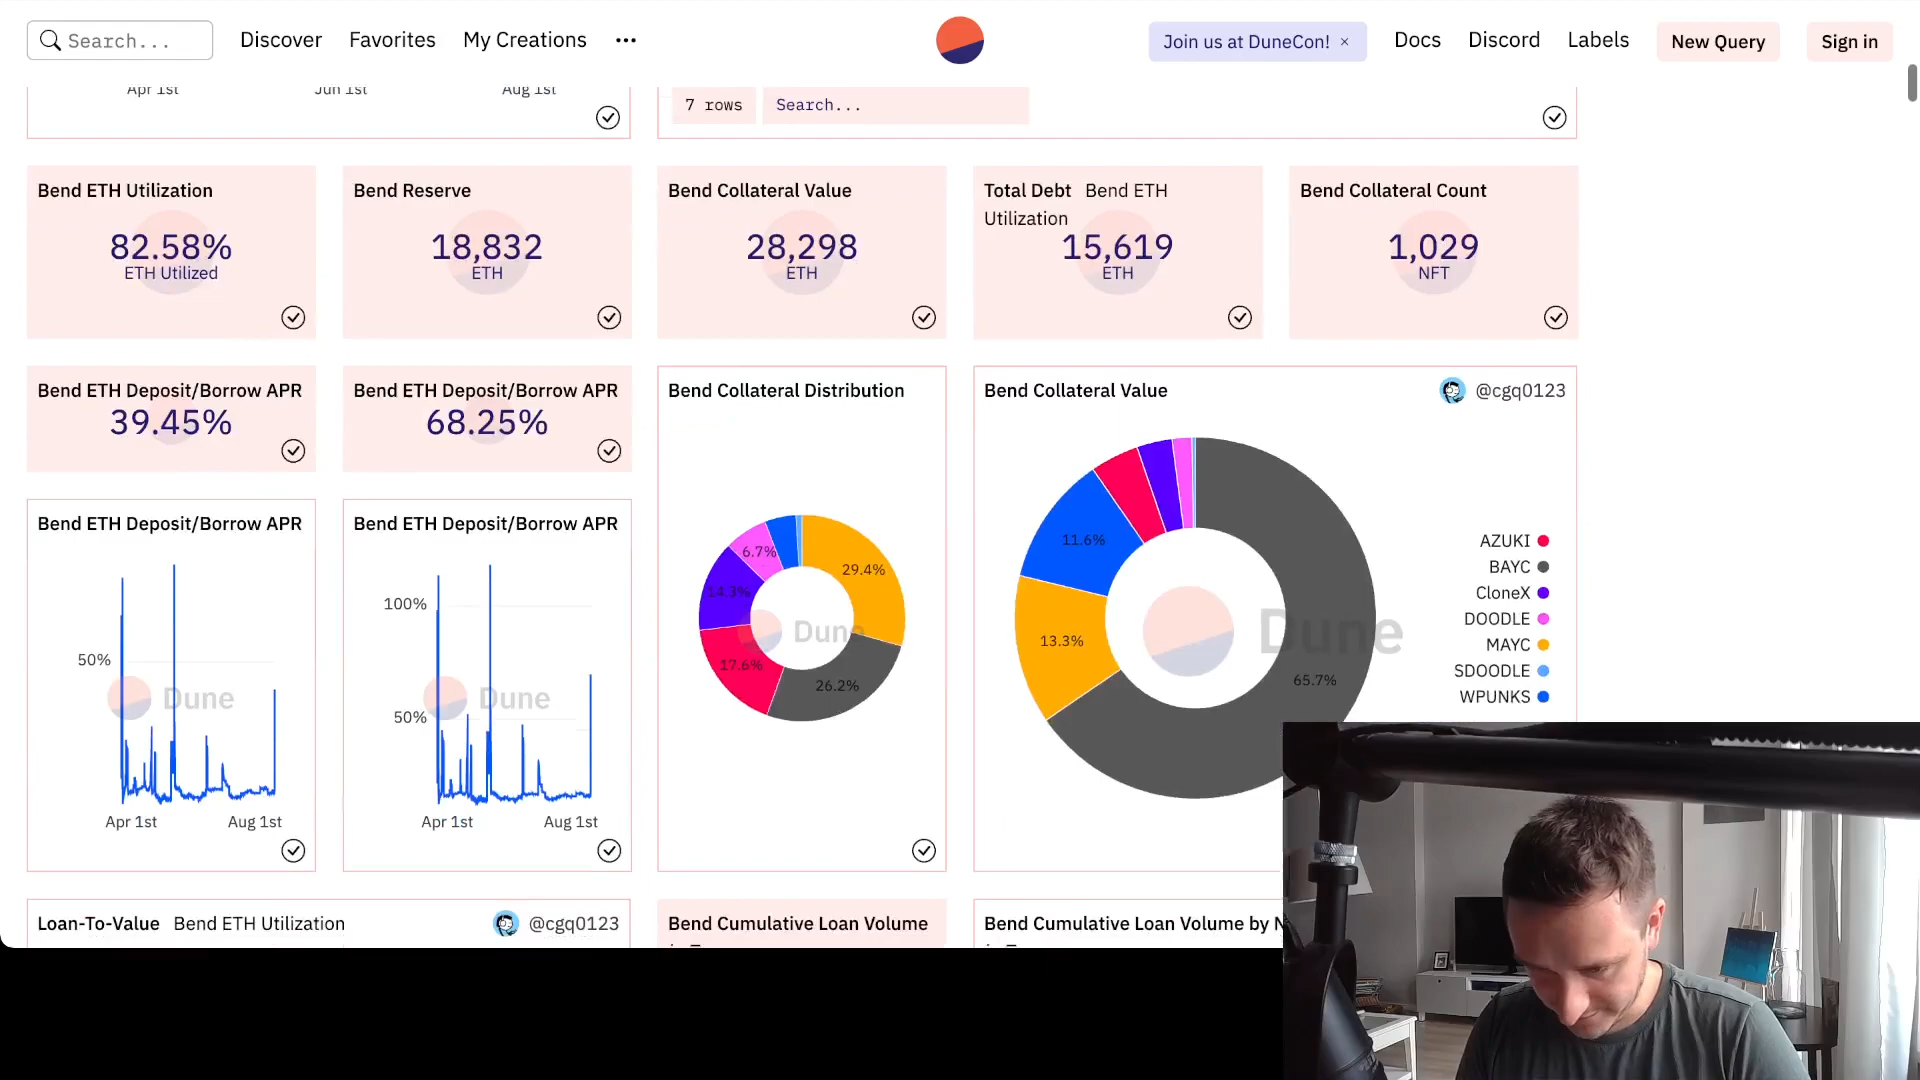 Search...
Discover
Favorites
My Creations
Join us at DuneCon! ×
Docs
Discord
Labels
New Query
Sign in
Apr 1st
Jun 1st
Aug 1st
7 rows
Search...
Bend ETH Utilization
82.58%
ETH Utilized
Bend Reserve
18,832
ETH
Bend Collateral Value
28,298
ETH
Total Debt Bend ETH
Utilization
15,619
ETH
Bend Collateral Count
1,029
NFT
Bend ETH Deposit/Borrow APR
39.45%
Bend ETH Deposit/Borrow APR
68.25%
Bend ETH Deposit/Borrow APR
50%
Dune
Apr 1st
Aug 1st
Bend ETH Deposit/Borrow APR
100%
50%
Dune
Apr 1st
Aug 1st
Bend Collateral Distribution
6.7%
29.4%
14.3%
Dune
17.6%
26.2%
Bend Collateral Value
@cgq0123
11.6%
13.3%
65.7%
Dune
AZUKI
BAYC
CloneX
DOODLE
MAYC
SDOODLE
WPUNKS
Loan-To-Value Bend ETH Utilization
@cgq0123
Bend Cumulative Loan Volume
Bend Cumulative Loan Volume by